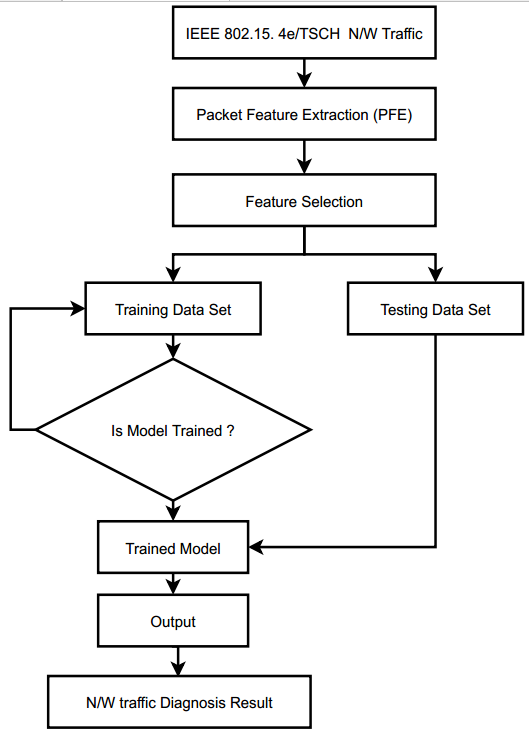 IEEE 802.15. 4e/TSCH N/W Traffic
Packet Feature Extraction (PFE)
Feature Selection
Training Data Set
Testing Data Set
Is Model Trained ?
Trained Model
Output
N/W traffic Diagnosis Result